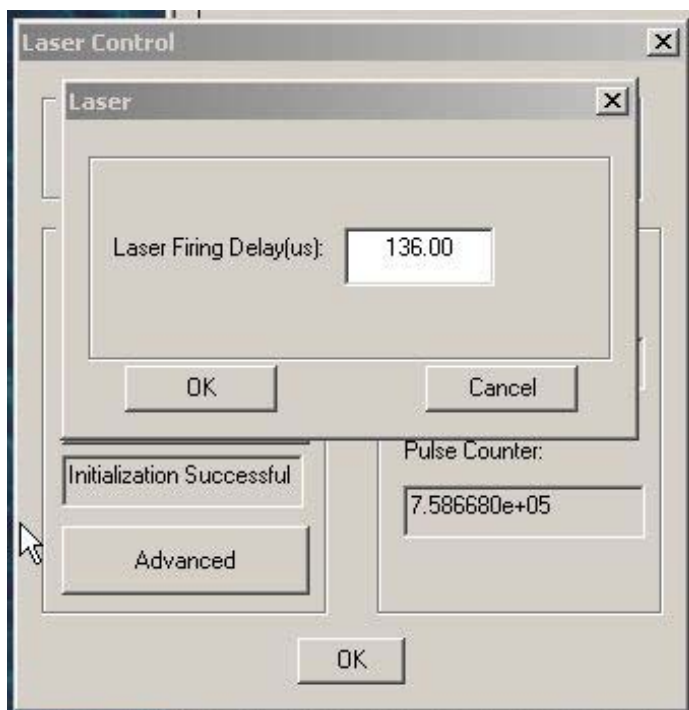 Laser Control
Laser
Laser Firing Delay(us):
136.00
OK
Cancel
Initialization Successful
Pulse Counter:
7.586680e+05
Advanced
OK